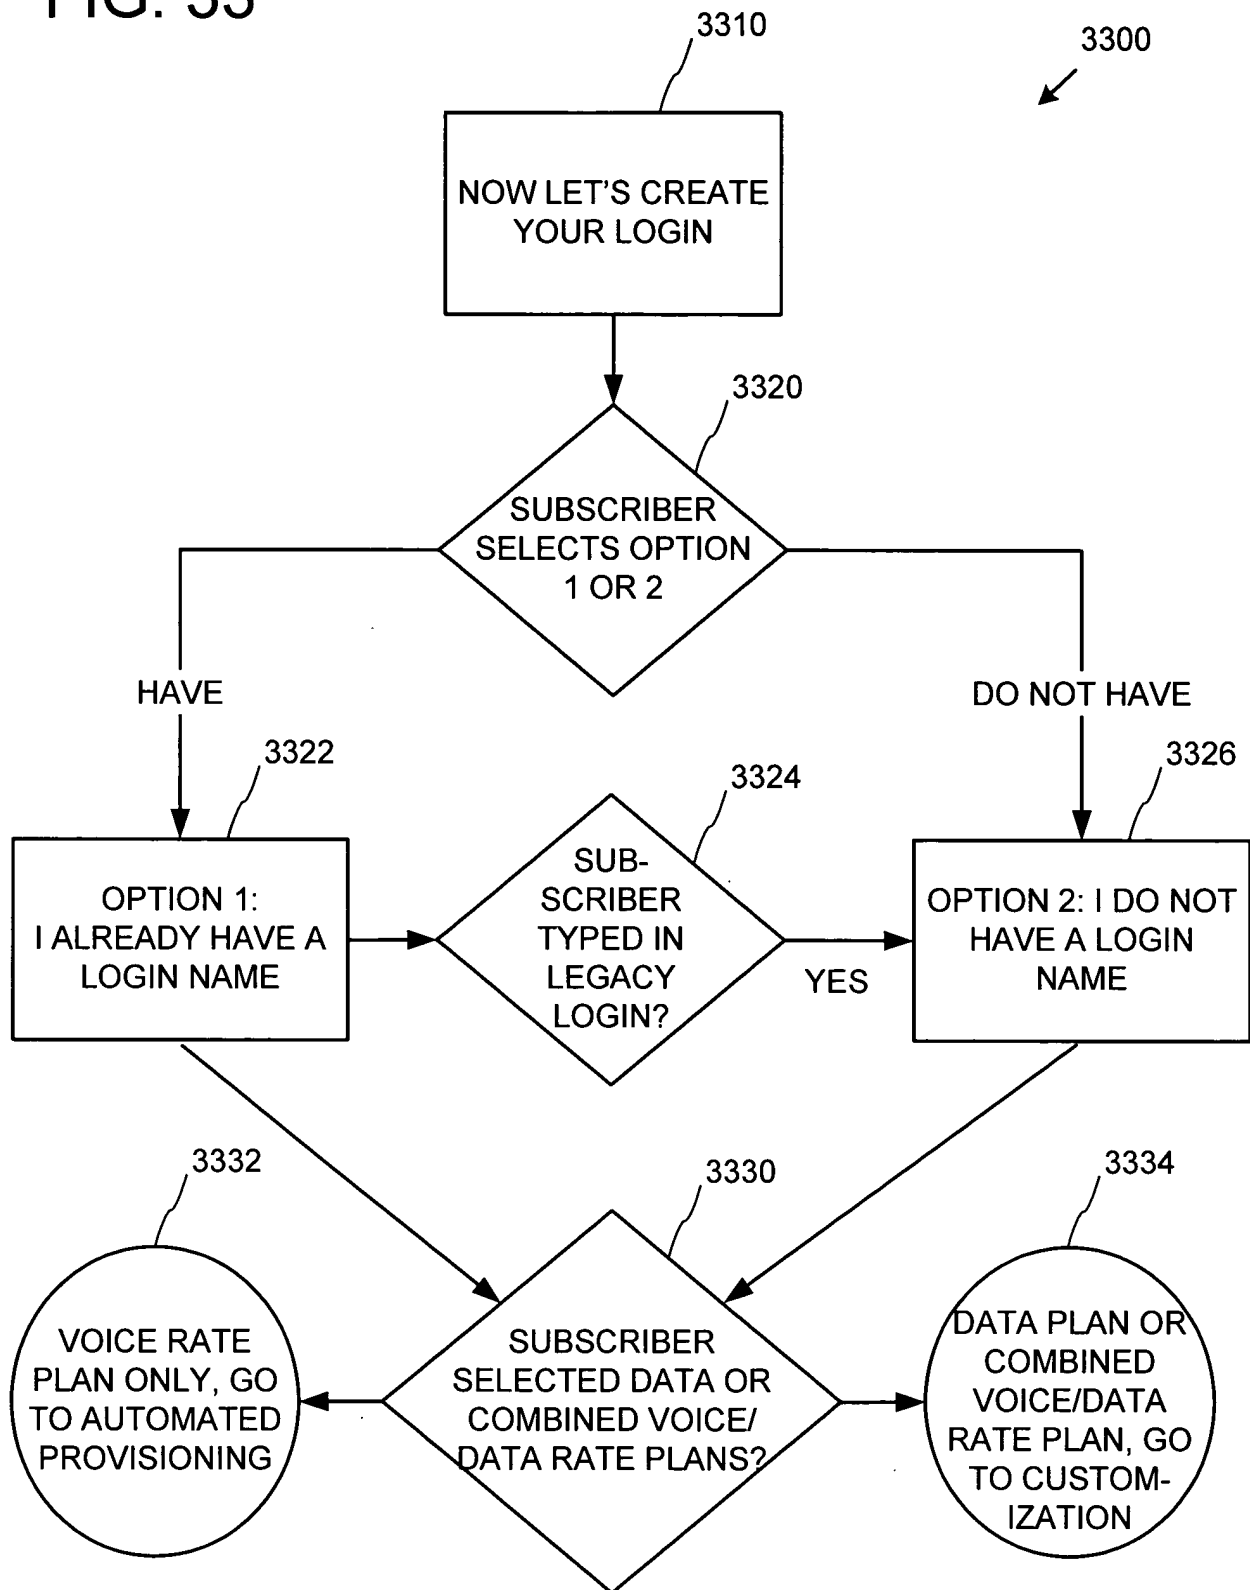 FIG. 33
3310
3300
NOW LET'S CREATE
YOUR LOGIN
3320
SUBSCRIBER
SELECTS OPTION
1 OR 2
HAVE
DO NOT HAVE
3322
3324
3326
OPTION 1:
I ALREADY HAVE A
LOGIN NAME
SUB-
SCRIBER
TYPED IN
LEGACY
LOGIN?
YES
OPTION 2: I DO NOT
HAVE A LOGIN
NAME
3332
3330
3334
VOICE RATE
PLAN ONLY, GO
TO AUTOMATED
PROVISIONING
SUBSCRIBER
SELECTED DATA OR
COMBINED VOICE/
DATA RATE PLANS?
DATA PLAN OR
COMBINED
VOICE/DATA
RATE PLAN, GO
TO CUSTOM-
IZATION